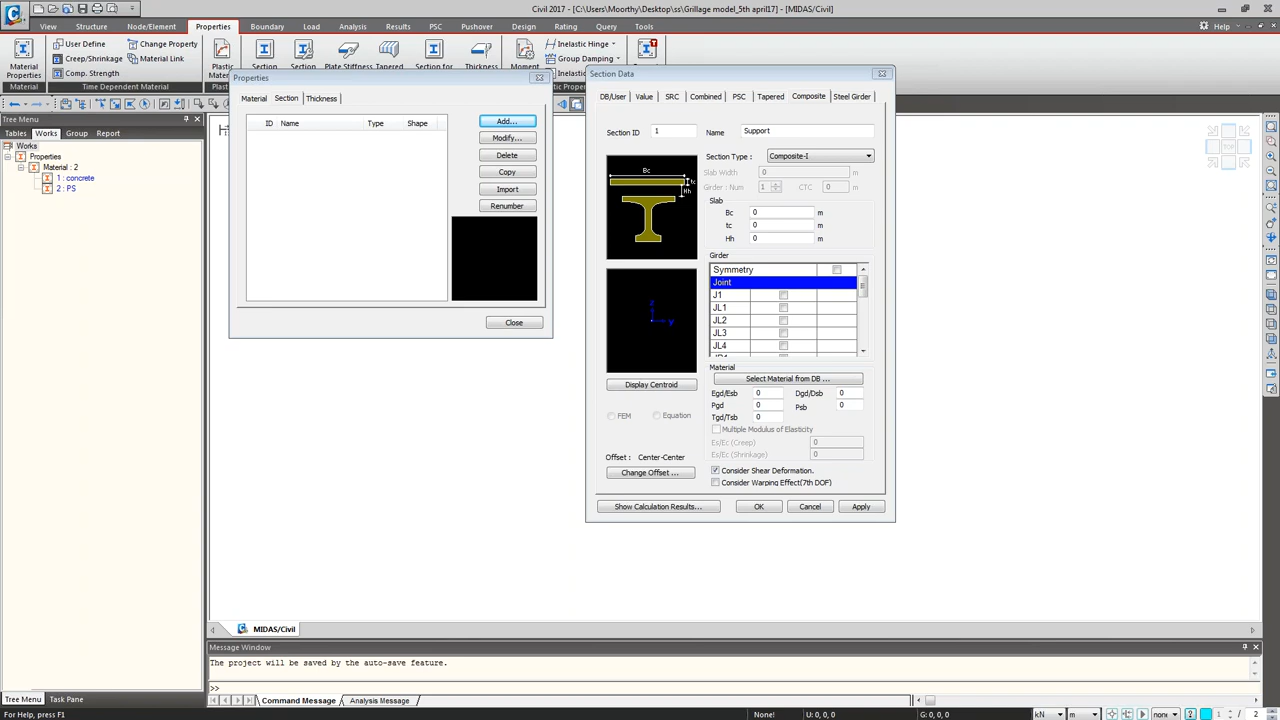 Civil 2017 - [C:\Users\Moorthy\Desktop\ss\Grillage model_5th april17] - [MIDAS/Civil]
View Structure Node/Element Properties Boundary Load Analysis Results PSC Pushover Design Rating Query Tools Help
Material Properties
Material
User Define
Creep/Shrinkage
Comp. Strength
Change Property
Material Link
Time Dependent Material
Plastic
Section
Section
Plate Stiffness
Tapered
Section for
Thickness
Moment
Inelastic Hinge
Group Damping
Inelastic
Tree Menu
Tables Works Group Report
Works
Properties
Material : 2
1 : concrete
2 : PS
Properties
Material Section Thickness
ID Name Type Shape
Add...
Modify...
Delete
Copy
Import
Renumber
Close
Section Data
DB/User Value SRC Combined PSC Tapered Composite Steel Girder
Section ID 1 Name Support
Section Type : Composite-I
Slab Width 0 m
Girder : Num 1 CTC 0 m
Slab
Bc 0 m
tc 0 m
Hh 0 m
Bc
tc
Hh
z
y
Girder
Symmetry
Joint
J1
JL1
JL2
JL3
JL4
Material
Select Material from DB ...
Egd/Esb 0 Dgd/Dsb 0
Pgd 0 Psb 0
Tgd/Tsb 0
Multiple Modulus of Elasticity
Es/Ec (Creep) 0
Es/Ec (Shrinkage) 0
Display Centroid
FEM Equation
Offset : Center-Center
Change Offset ...
Consider Shear Deformation.
Consider Warping Effect(7th DOF)
Show Calculation Results... OK Cancel Apply
TOP
MIDAS/Civil
Message Window
The project will be saved by the auto-save feature.
>>
Tree Menu Task Pane
Command Message Analysis Message
For Help, press F1
None! U: 0, 0, 0 G: 0, 0, 0 kN m none 1 / 2